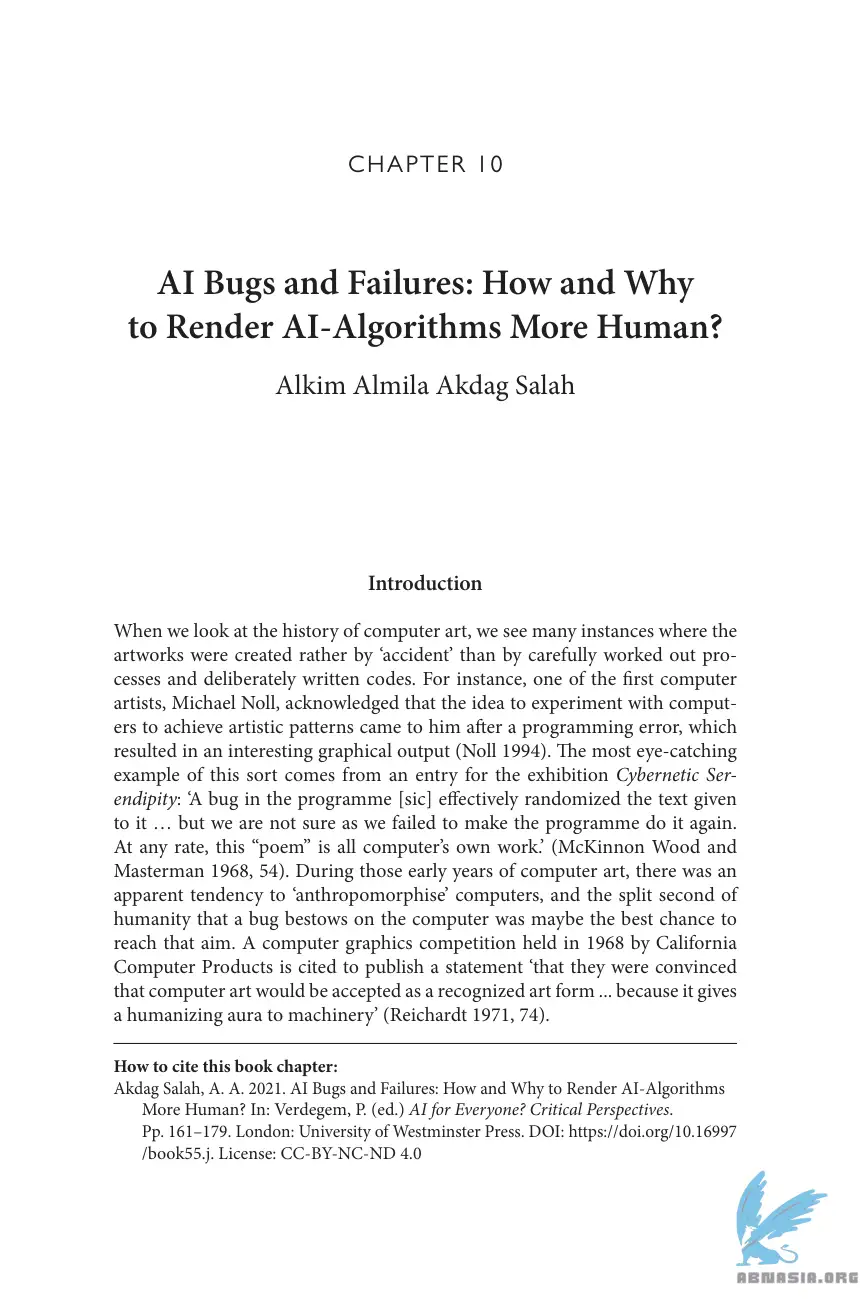 CHAPTER 10
AI Bugs and Failures: How and Why
to Render AI-Algorithms More Human?
Alkim Almila Akdag Salah
Introduction
When we look at the history of computer art, we see many instances where the
artworks were created rather by ‘accident’ than by carefully worked out pro-
cesses and deliberately written codes. For instance, one of the first computer
artists, Michael Noll, acknowledged that the idea to experiment with comput-
ers to achieve artistic patterns came to him after a programming error, which
resulted in an interesting graphical output (Noll 1994). The most eye-catching
example of this sort comes from an entry for the exhibition Cybernetic Ser-
endipity: ‘A bug in the programme [sic] effectively randomized the text given
to it … but we are not sure as we failed to make the programme do it again.
At any rate, this “poem” is all computer’s own work.’ (McKinnon Wood and
Masterman 1968, 54). During those early years of computer art, there was an
apparent tendency to ‘anthropomorphise’ computers, and the split second of
humanity that a bug bestows on the computer was maybe the best chance to
reach that aim. A computer graphics competition held in 1968 by California
Computer Products is cited to publish a statement ‘that they were convinced
that computer art would be accepted as a recognized art form ... because it gives
a humanizing aura to machinery’ (Reichardt 1971, 74).
How to cite this book chapter:
Akdag Salah, A. A. 2021. AI Bugs and Failures: How and Why to Render AI-Algorithms
More Human? In: Verdegem, P. (ed.) AI for Everyone? Critical Perspectives.
Pp. 161–179. London: University of Westminster Press. DOI: https://doi.org/10.16997
/book55.j. License: CC-BY-NC-ND 4.0
ABNASIA.ORG